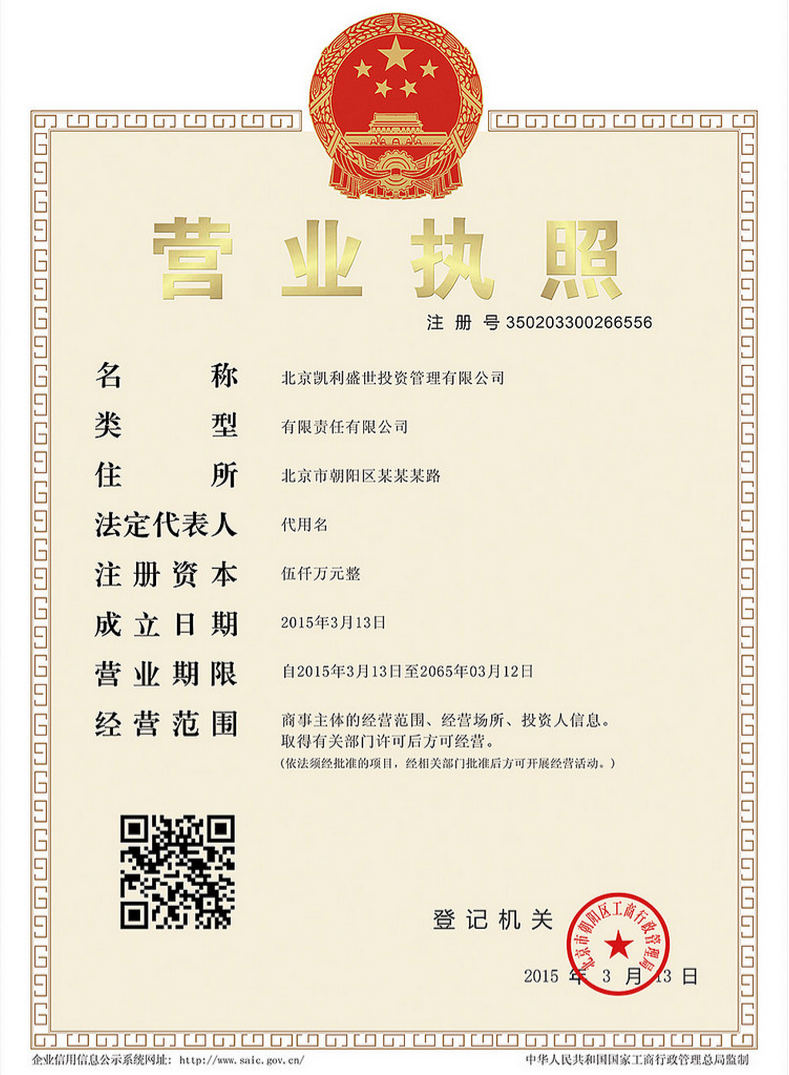 营业执照
注 册 号 350203300266556
名 称 北京凯利盛世投资管理有限公司
类 型 有限责任有限公司
住 所 北京市朝阳区某某某路
法定代表人 代用名
注 册 资 本 伍仟万元整
成 立 日 期 2015年3月13日
营 业 期 限 自2015年3月13日至2065年03月12日
经 营 范 围 商事主体的经营范围、经营场所、投资人信息。
取得有关部门许可后方可经营。
(依法须经批准的项目，经相关部门批准后方可开展经营活动。)
登 记 机 关
北京市朝阳区工商行政管理局
2015 年 3 月 13 日
企业信用信息公示系统网址：http://www.saic.gov.cn/ 中华人民共和国国家工商行政管理总局监制